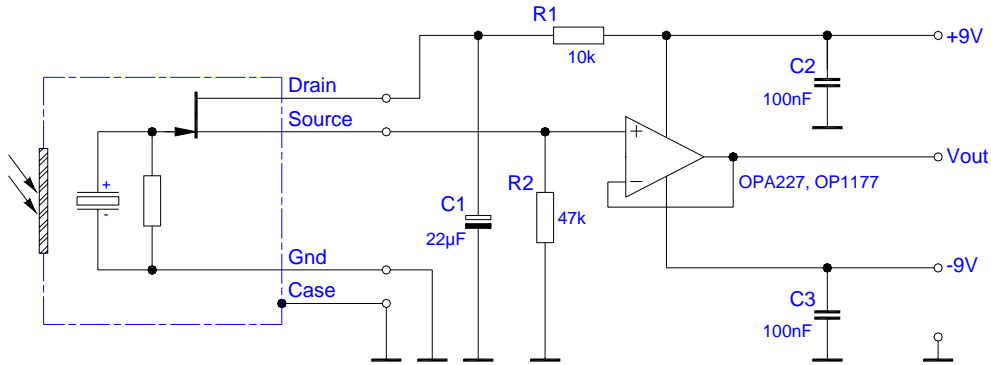 R1
10k
+9V
C2
100nF
Drain
Source
+
-
+
−
Vout
OPA227, OP1177
R2
47k
C1
22µF
Gnd
Case
-9V
C3
100nF